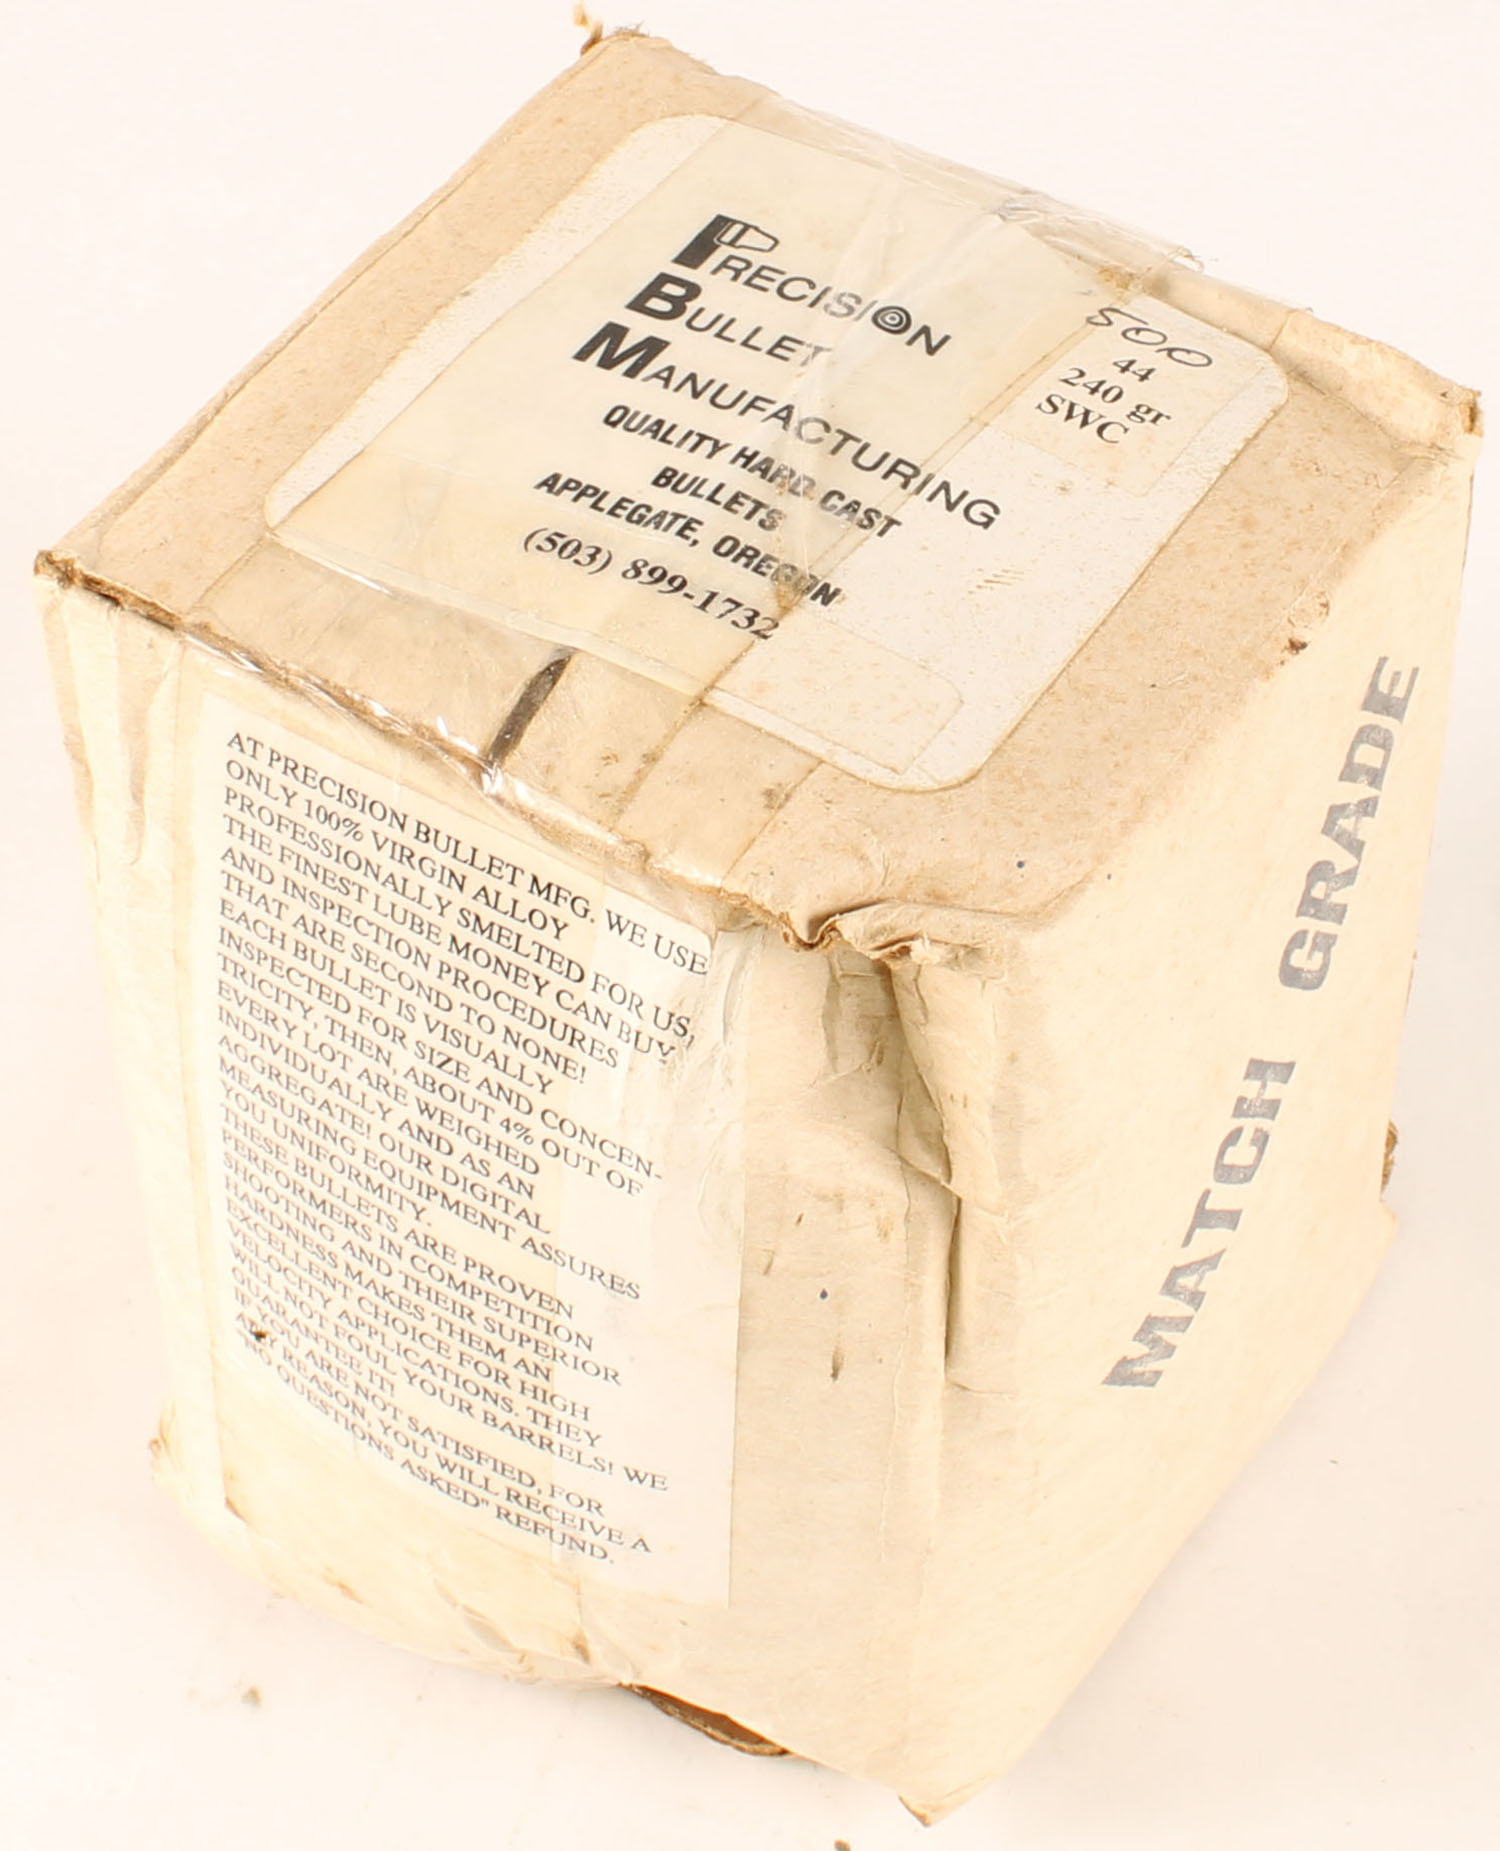 PRECISION
BULLET
MANUFACTURING
QUALITY HARD CAST
BULLETS
APPLEGATE, OREGON
(503) 899-1732
500
44
240 gr
SWC
AT PRECISION BULLET MFG. WE USE
ONLY 100% VIRGIN ALLOY
PROFESSIONALLY SMELTED FOR US,
THE FINEST LUBE MONEY CAN BUY
AND INSPECTION PROCEDURES
THAT ARE SECOND TO NONE!
EACH BULLET IS VISUALLY
INSPECTED FOR SIZE AND CONCEN-
TRICITY, THEN, ABOUT 4% OUT OF
EVERY LOT ARE WEIGHED
INDIVIDUALLY AND AS AN
AGGREGATE! OUR DIGITAL
MEASURING EQUIPMENT ASSURES
YOU UNIFORMITY.
THESE BULLETS ARE PROVEN
PERFORMERS IN COMPETITION
SHOOTING AND THEIR SUPERIOR
HARDNESS MAKES THEM AN
EXCELLENT CHOICE FOR HIGH
VELOCITY APPLICATIONS. THEY
WILL NOT FOUL YOUR BARRELS! WE
GUARANTEE IT!
IF YOU ARE NOT SATISFIED, FOR
ANY REASON, YOU WILL RECEIVE A
"NO QUESTIONS ASKED" REFUND.
MATCH GRADE